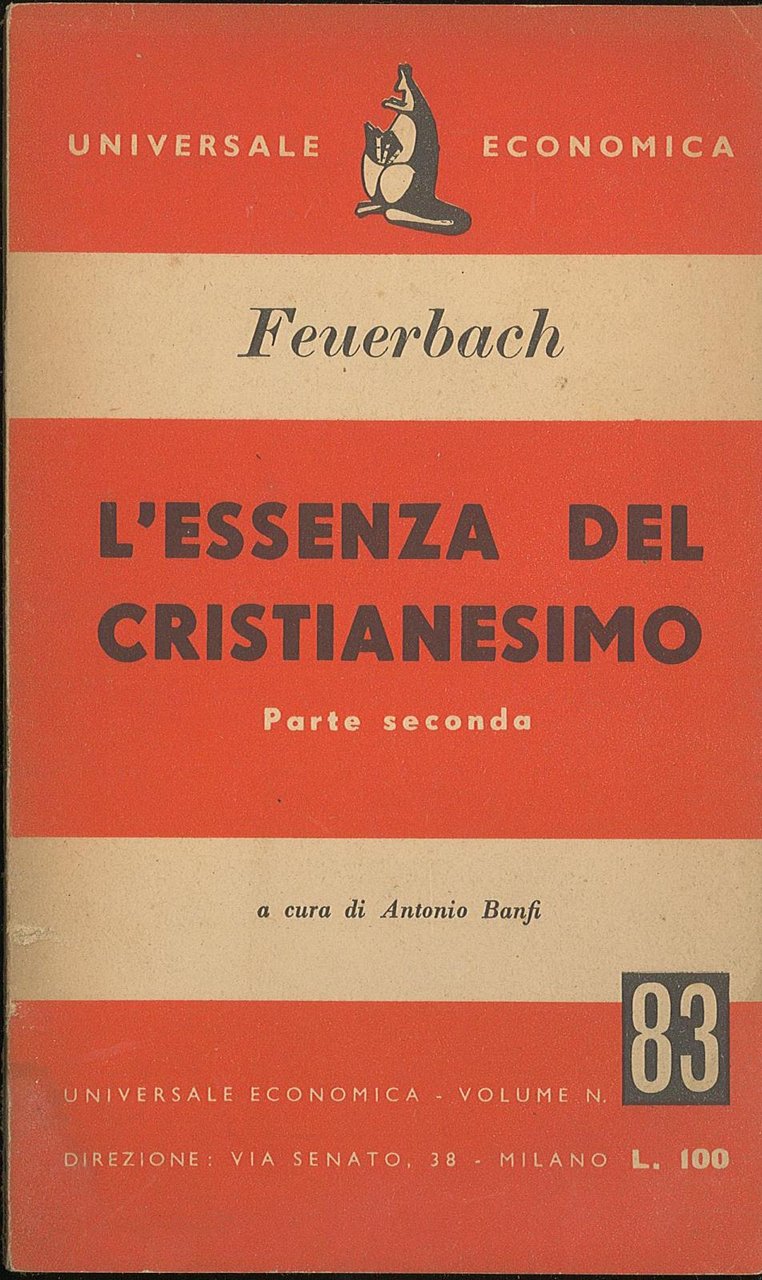 UNIVERSALE ECONOMICA
Feuerbach
L'ESSENZA DEL
CRISTIANESIMO
Parte seconda
a cura di Antonio Banfi
UNIVERSALE ECONOMICA - VOLUME N. 83
DIREZIONE: VIA SENATO, 38 - MILANO L. 100